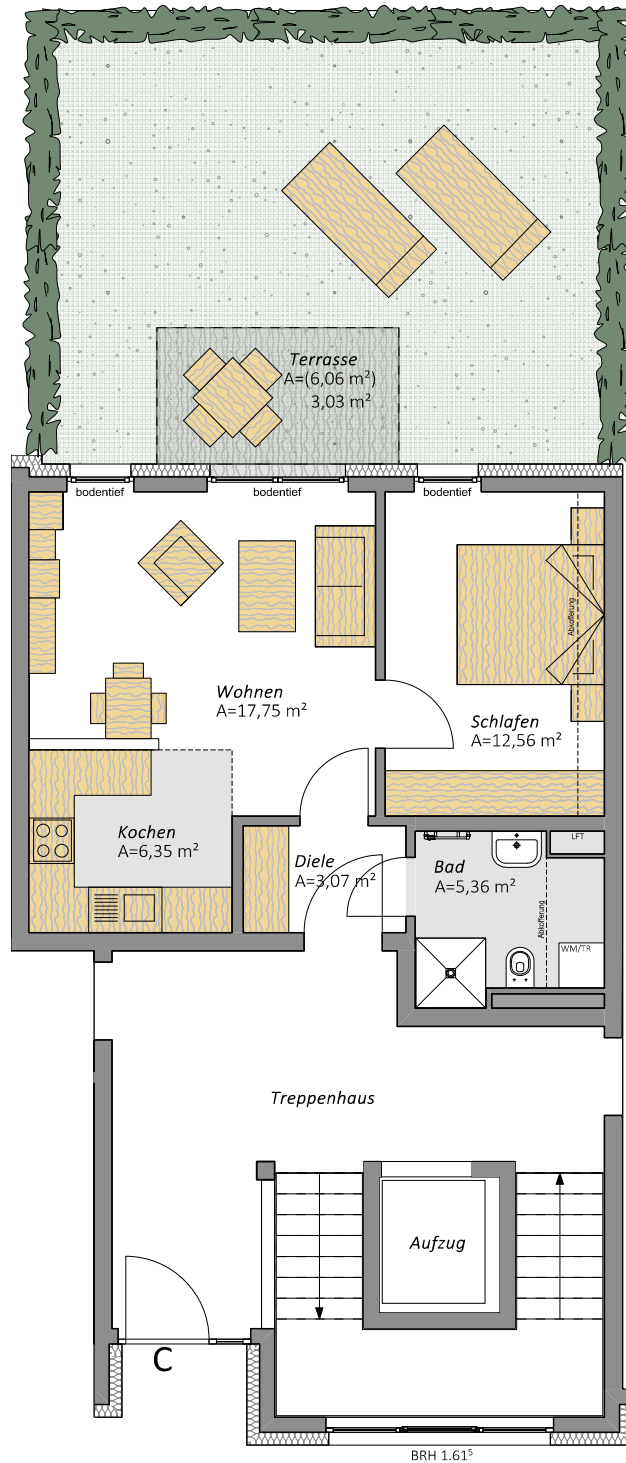 Terrasse
A=(6,06 m²)
3,03 m²
bodentief
bodentief
bodentief
Abkofferung
Wohnen
A=17,75 m²
Schlafen
A=12,56 m²
Kochen
A=6,35 m²
Diele
A=3,07 m²
Bad
A=5,36 m²
LFT
Abkofferung
WM/TR
Treppenhaus
Aufzug
C
BRH 1.61⁵